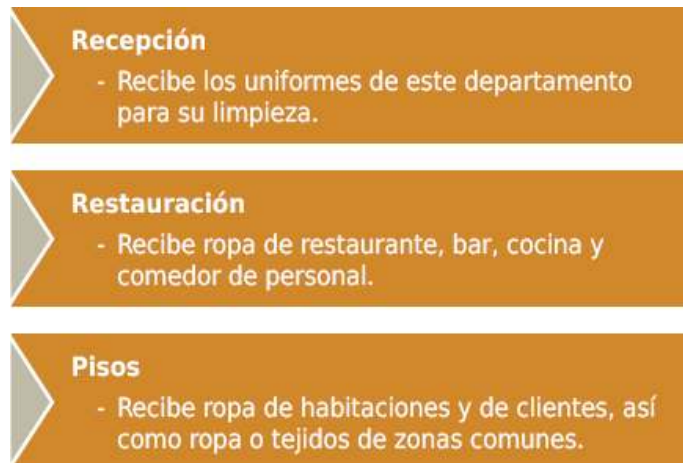 Recepción
- Recibe los uniformes de este departamento
para su limpieza.
Restauración
- Recibe ropa de restaurante, bar, cocina y
comedor de personal.
Pisos
- Recibe ropa de habitaciones y de clientes, así
como ropa o tejidos de zonas comunes.